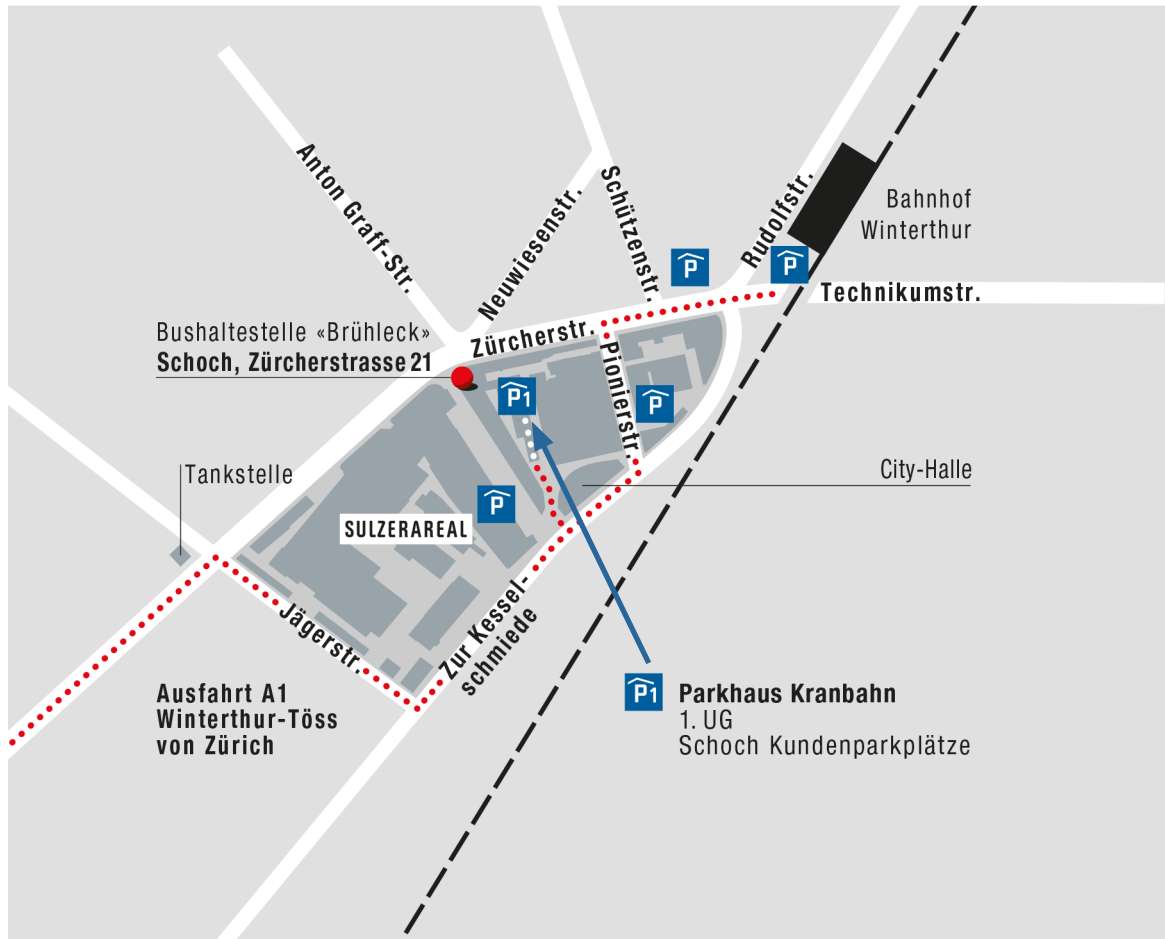 Anton Graff-Str.
Neuwiesenstr.
Schützenstr.
Rudolfstr.
Bahnhof
Winterthur
P
P
Technikumstr.
Bushaltestelle «Brühleck»
Schoch, Zürcherstrasse 21
Zürcherstr.
Pionierstr.
P1
P
Tankstelle
City-Halle
P
SULZERAREAL
Jägerstr.
Zur Kessel-
schmiede
Ausfahrt A1
Winterthur-Töss
von Zürich
P1
Parkhaus Kranbahn
1. UG
Schoch Kundenparkplätze